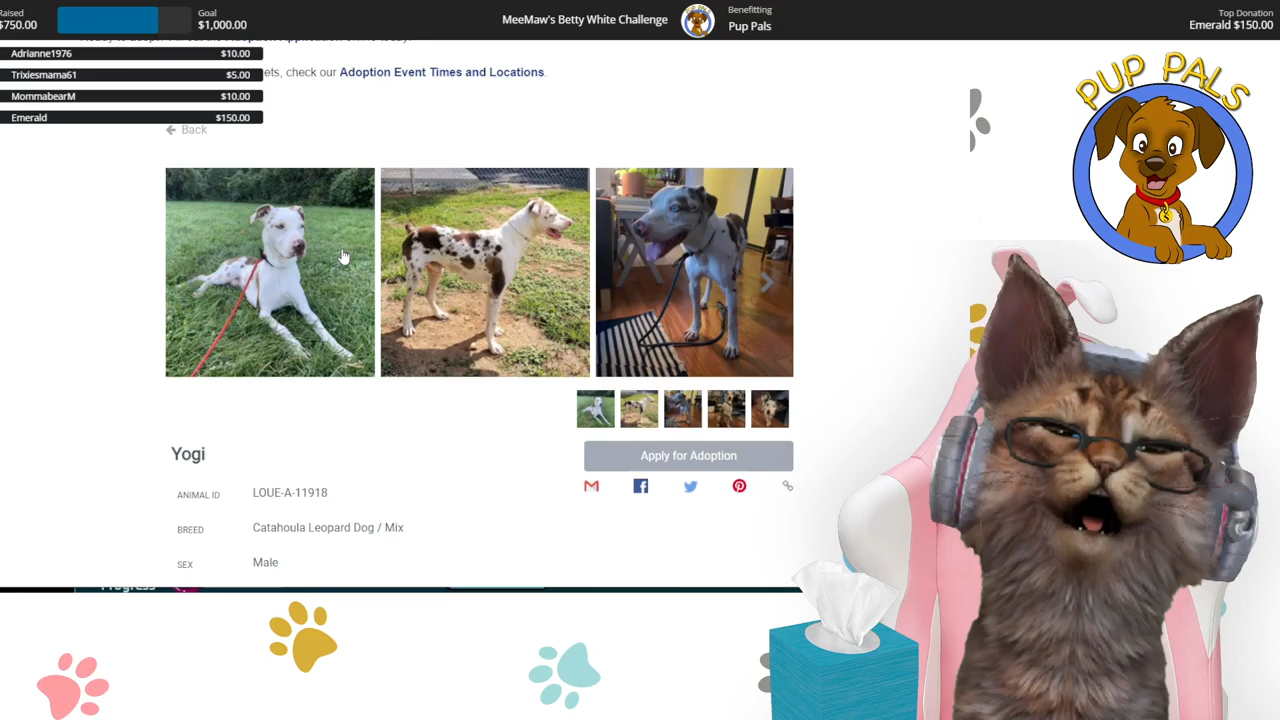 Raised
$750.00
Goal
$1,000.00
MeeMaw's Betty White Challenge
Benefitting
Pup Pals
Top Donation
Emerald $150.00
Adrianne1976 $10.00
Trixiesmama61 $5.00
MommabearM $10.00
Emerald $150.00
ets, check our Adoption Event Times and Locations.
Back
PUP PALS
Yogi
Apply for Adoption
ANIMAL ID LOUE-A-11918
BREED Catahoula Leopard Dog / Mix
SEX Male
Progress